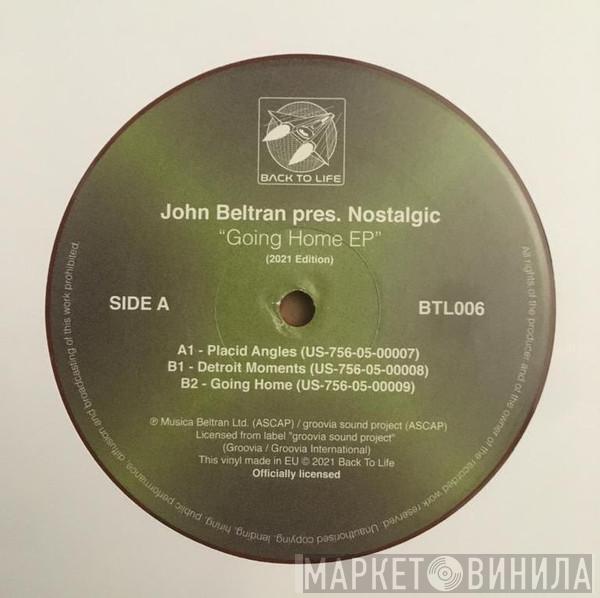 BACK TO LIFE
John Beltran pres. Nostalgic
"Going Home EP"
(2021 Edition)
SIDE A
BTL006
A1 - Placid Angles (US-756-05-00007)
B1 - Detroit Moments (US-756-05-00008)
B2 - Going Home (US-756-05-00009)
℗ Musica Beltran Ltd. (ASCAP) / groovia sound project (ASCAP)
Licensed from label "groovia sound project"
(Groovia / Groovia International)
This vinyl made in EU © 2021 Back To Life
Officially licensed
All rights of the producer and of the owner of the recorded work reserved. Unauthorised copying, lending, hiring, public performance, diffusion and broadcasting of this work prohibited.
МАРКЕТ ВИНИЛА